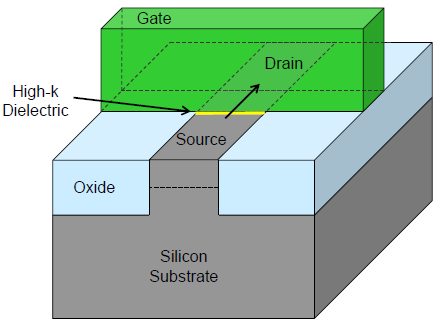 Gate
Drain
High-k
Dielectric
Source
Oxide
Silicon
Substrate